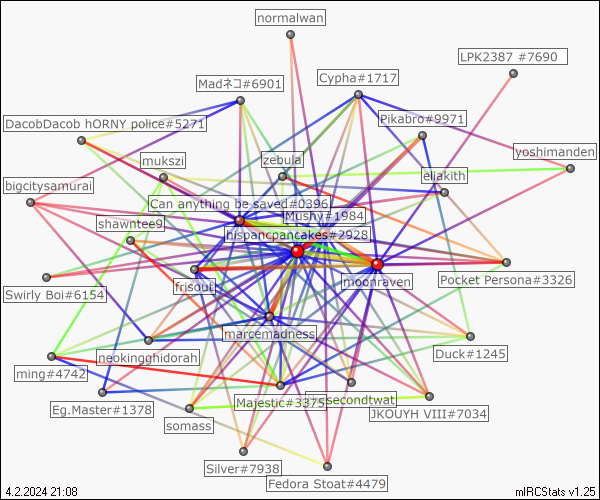 normalwan
LPK2387 #7690
Cypha#1717
Madネコ#6901
Pikabro#9971
DacobDacob hORNY police#5271
yoshimanden
mukszi
zebula
eljakith
bigcitysamurai
Can anything be saved#0396
Mushy#1984
shawntee9
hispancpancakes#2928
frisout
moonraven
Pocket Persona#3326
Swirly Boi#6154
marcemadness
neokingghidorah
Duck#1245
ming#4742
Majestic#3375
secondtwat
Eg.Master#1378
JKOUYH VIII#7034
somass
Silver#7938
Fedora Stoat#4479
4.2.2024 21:08
mIRCStats v1.25